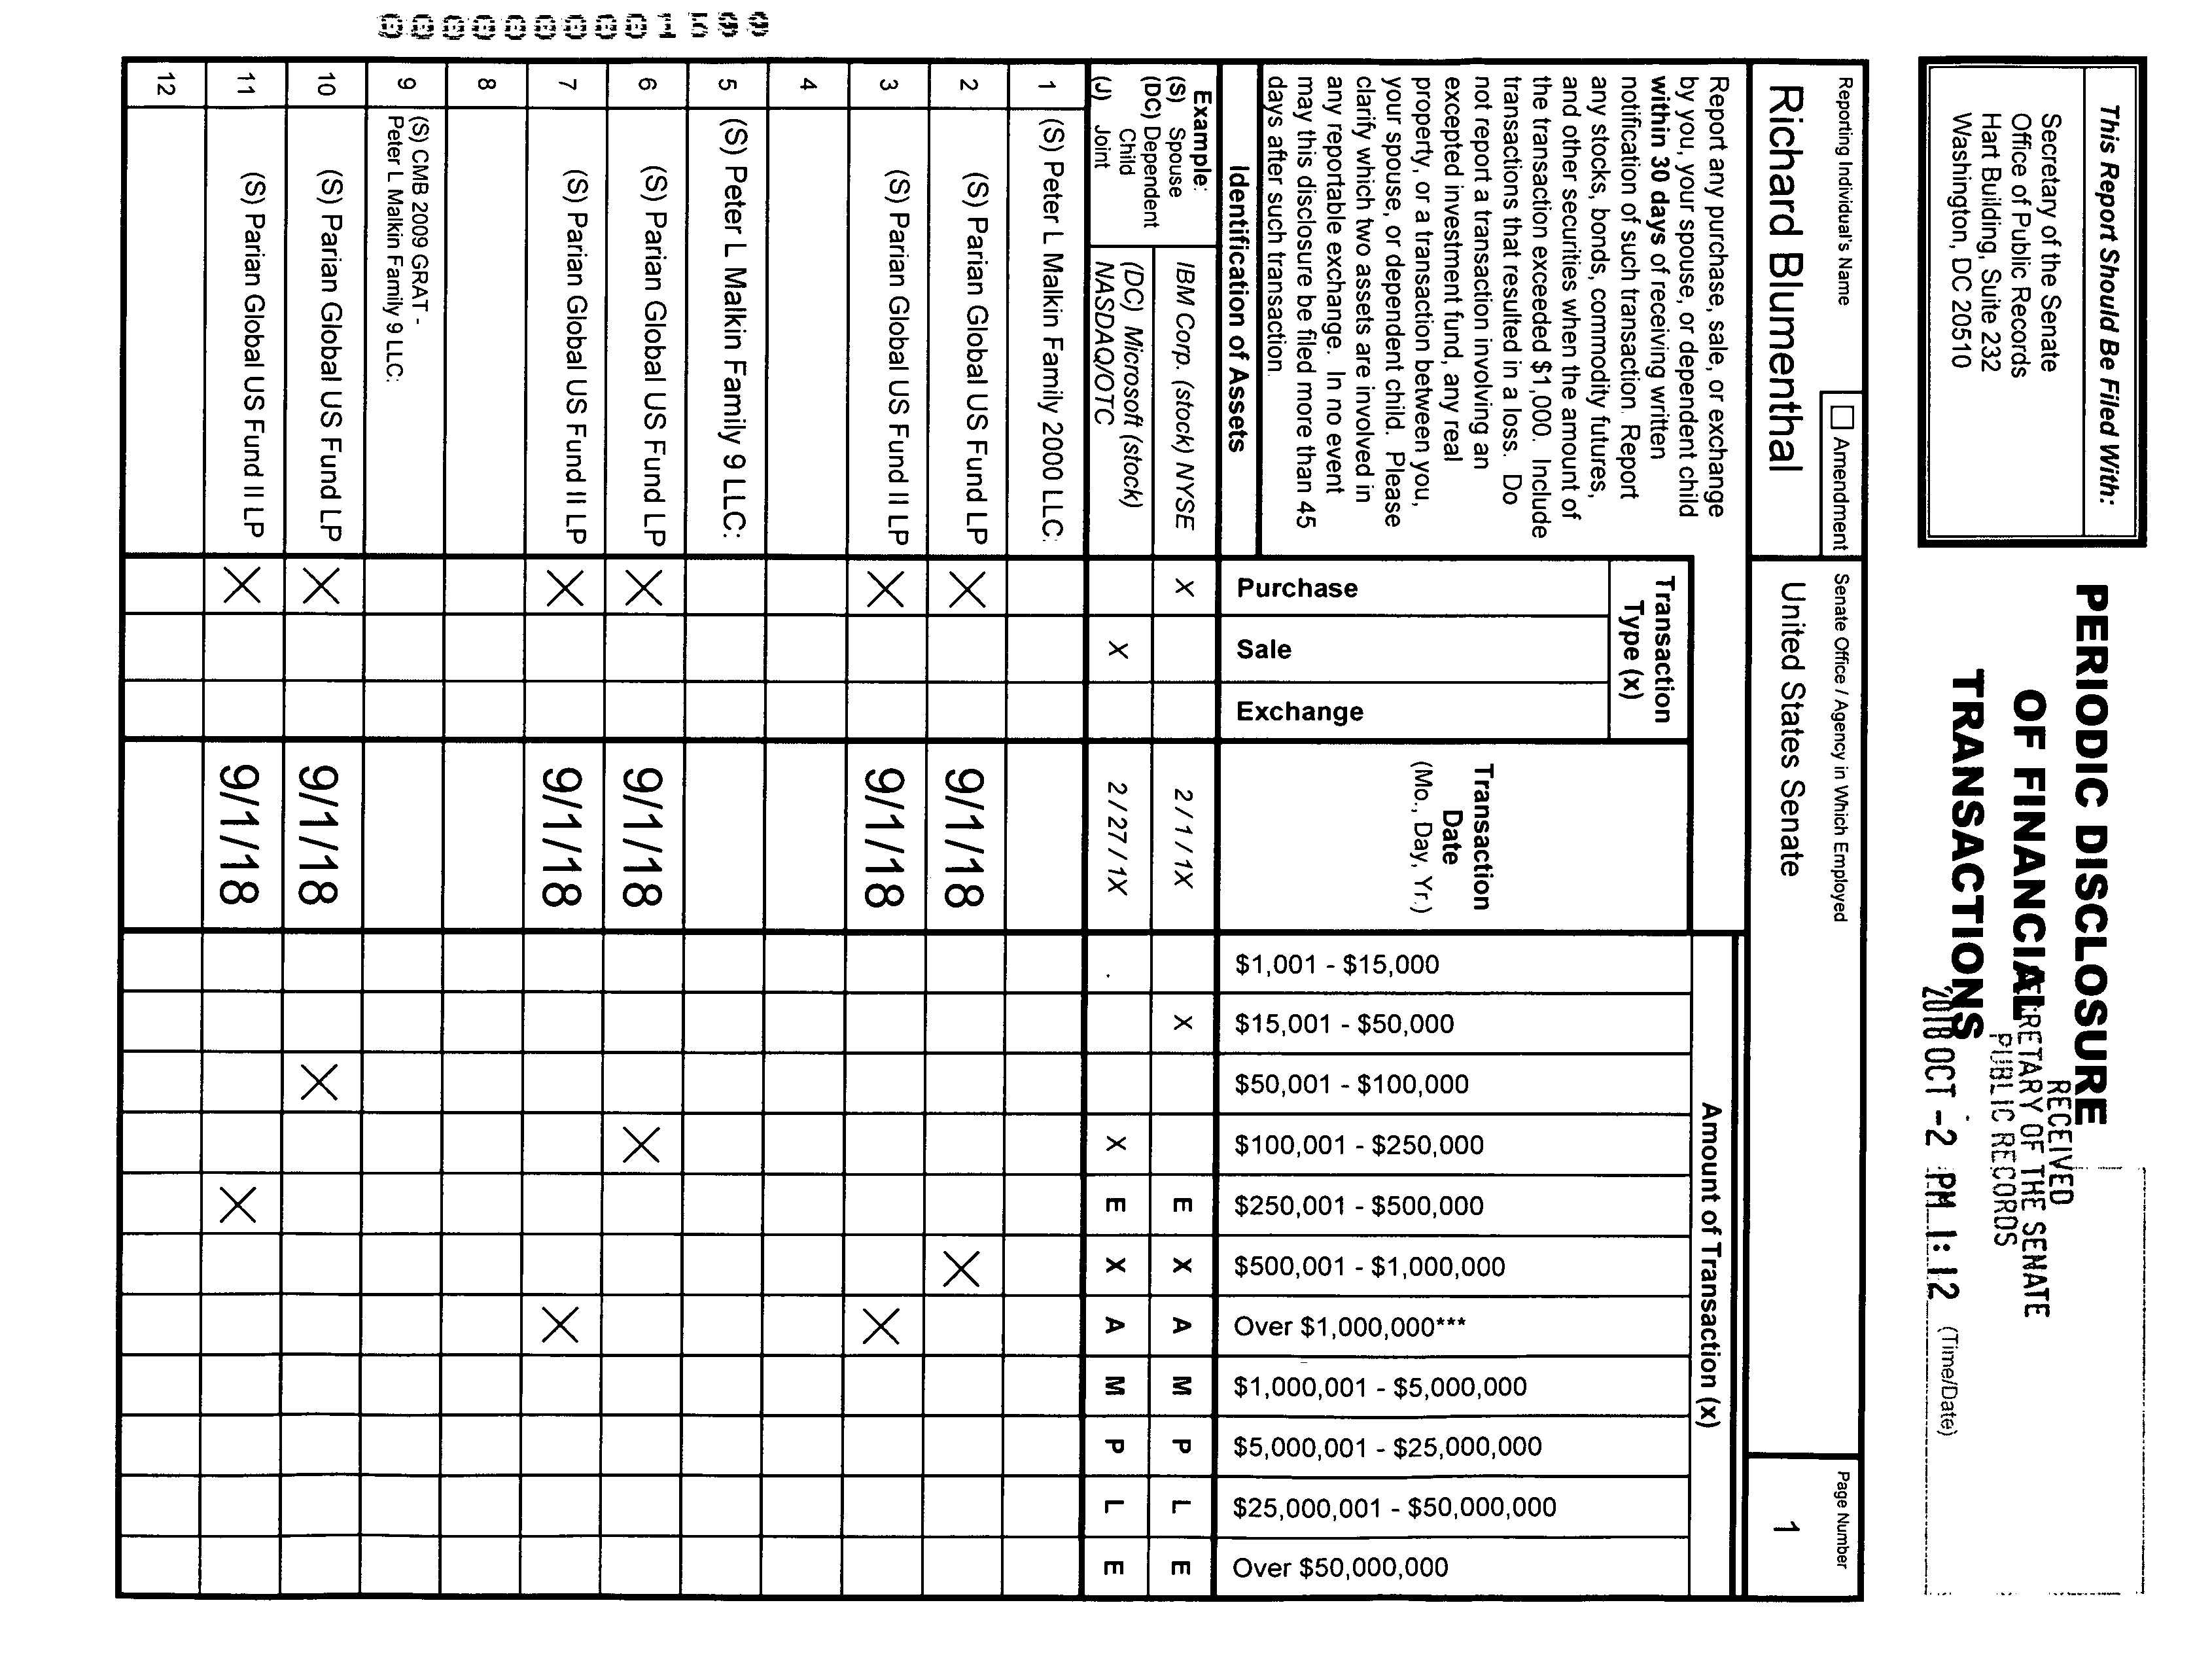 This Report Should Be Filed With:
Secretary of the Senate
Office of Public Records
Hart Building, Suite 232
Washington, DC 20510
PERIODIC DISCLOSURE
OF FINANCIAL
TRANSACTIONS
RECEIVED
RETARY OF THE SENATE
PUBLIC RECORDS
2018 OCT -2 PM 1:12
(Time/Date)
Reporting Individual's Name
Amendment
Senate Office / Agency in Which Employed
Page Number
Richard Blumenthal
United States Senate
1
Report any purchase, sale, or exchange
by you, your spouse, or dependent child
within 30 days of receiving written
notification of such transaction. Report
any stocks, bonds, commodity futures,
and other securities when the amount of
the transaction exceeded $1,000. Include
transactions that resulted in a loss. Do
not report a transaction involving an
excepted investment fund, any real
property, or a transaction between you,
your spouse, or dependent child. Please
clarify which two assets are involved in
any reportable exchange. In no event
may this disclosure be filed more than 45
days after such transaction.
Transaction
Type (x)
Transaction
Date
(Mo., Day, Yr.)
Amount of Transaction (x)
Identification of Assets
Purchase
Sale
Exchange
$1,001 - $15,000
$15,001 - $50,000
$50,001 - $100,000
$100,001 - $250,000
$250,001 - $500,000
$500,001 - $1,000,000
Over $1,000,000***
$1,000,001 - $5,000,000
$5,000,001 - $25,000,000
$25,000,001 - $50,000,000
Over $50,000,000
Example:
(S) Spouse
(DC) Dependent
Child
(J) Joint
IBM Corp. (stock) NYSE X 2 / 1 / 1X X E X A M P L E
(DC) Microsoft (stock)
NASDAQ/OTC X 2 / 27 / 1X X E X A M P L E
1 (S) Peter L Malkin Family 2000 LLC:
2 (S) Parian Global US Fund LP X 9/1/18 X
3 (S) Parian Global US Fund II LP X 9/1/18 X
4
5 (S) Peter L Malkin Family 9 LLC:
6 (S) Parian Global US Fund LP X 9/1/18 X
7 (S) Parian Global US Fund II LP X 9/1/18 X
8
9 (S) CMB 2009 GRAT -
Peter L Malkin Family 9 LLC:
10 (S) Parian Global US Fund LP X 9/1/18 X
11 (S) Parian Global US Fund II LP X 9/1/18 X
12